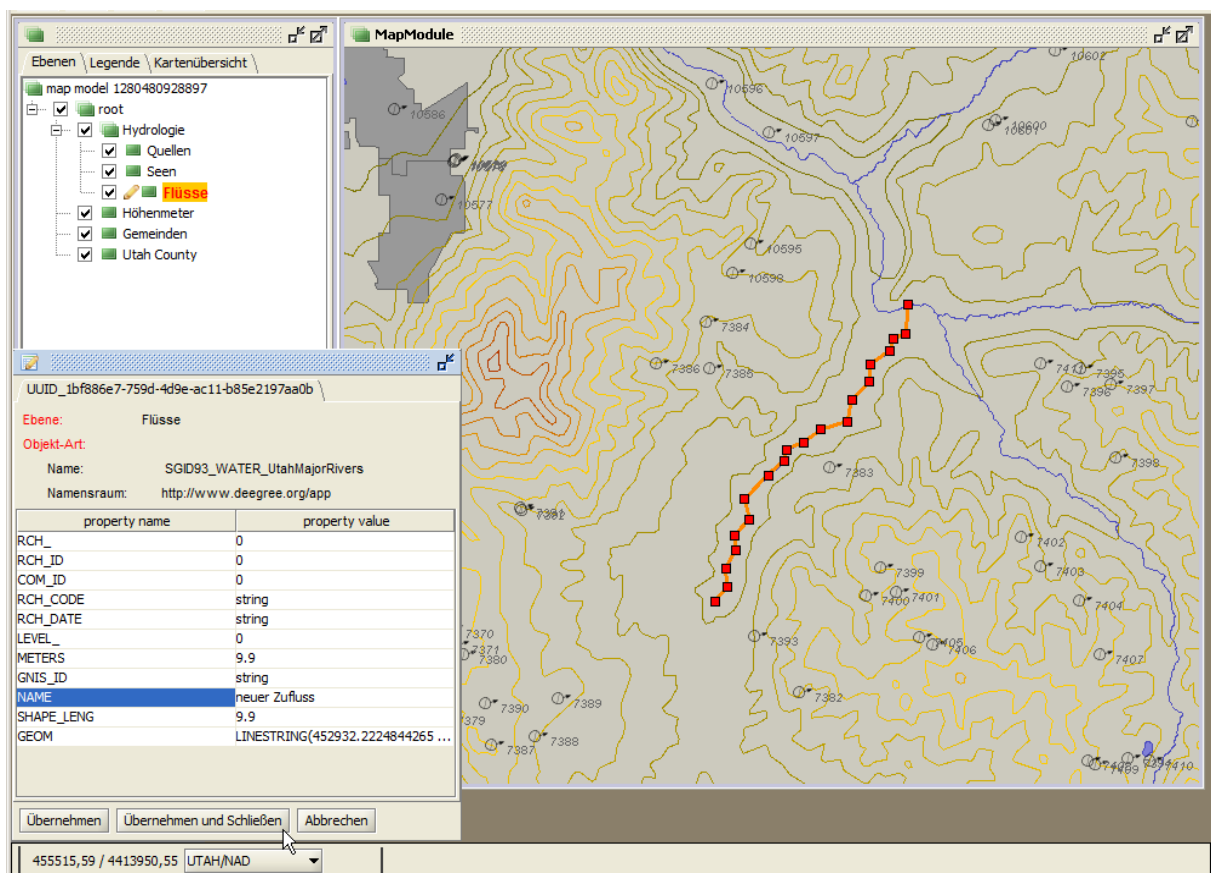 MapModule
Ebenen Legende Kartenübersicht
map model 1280480928897
root
Hydrologie
Quellen
Seen
Flüsse
Höhenmeter
Gemeinden
Utah County
UUID_1bf886e7-759d-4d9e-ac11-b85e2197aa0b
Ebene: Flüsse
Objekt-Art:
Name: SGID93_WATER_UtahMajorRivers
Namensraum: http://www.deegree.org/app
property name property value
RCH_ 0
RCH_ID 0
COM_ID 0
RCH_CODE string
RCH_DATE string
LEVEL_ 0
METERS 9.9
GNIS_ID string
NAME neuer Zufluss
SHAPE_LENG 9.9
GEOM LINESTRING(452932.2224844265 ...
Übernehmen Übernehmen und Schließen Abbrechen
455515,59 / 4413950,55 UTAH/NAD
10602
10596
10586
10600
10597
10577
10595
10598
7384
7386
7385
7395
7396
7397
7383
7398
7402
7399
7403
7400
7401
7404
7370
7393
7405
7406
7371
7380
7407
7382
7390
7389
7379
7388
7387